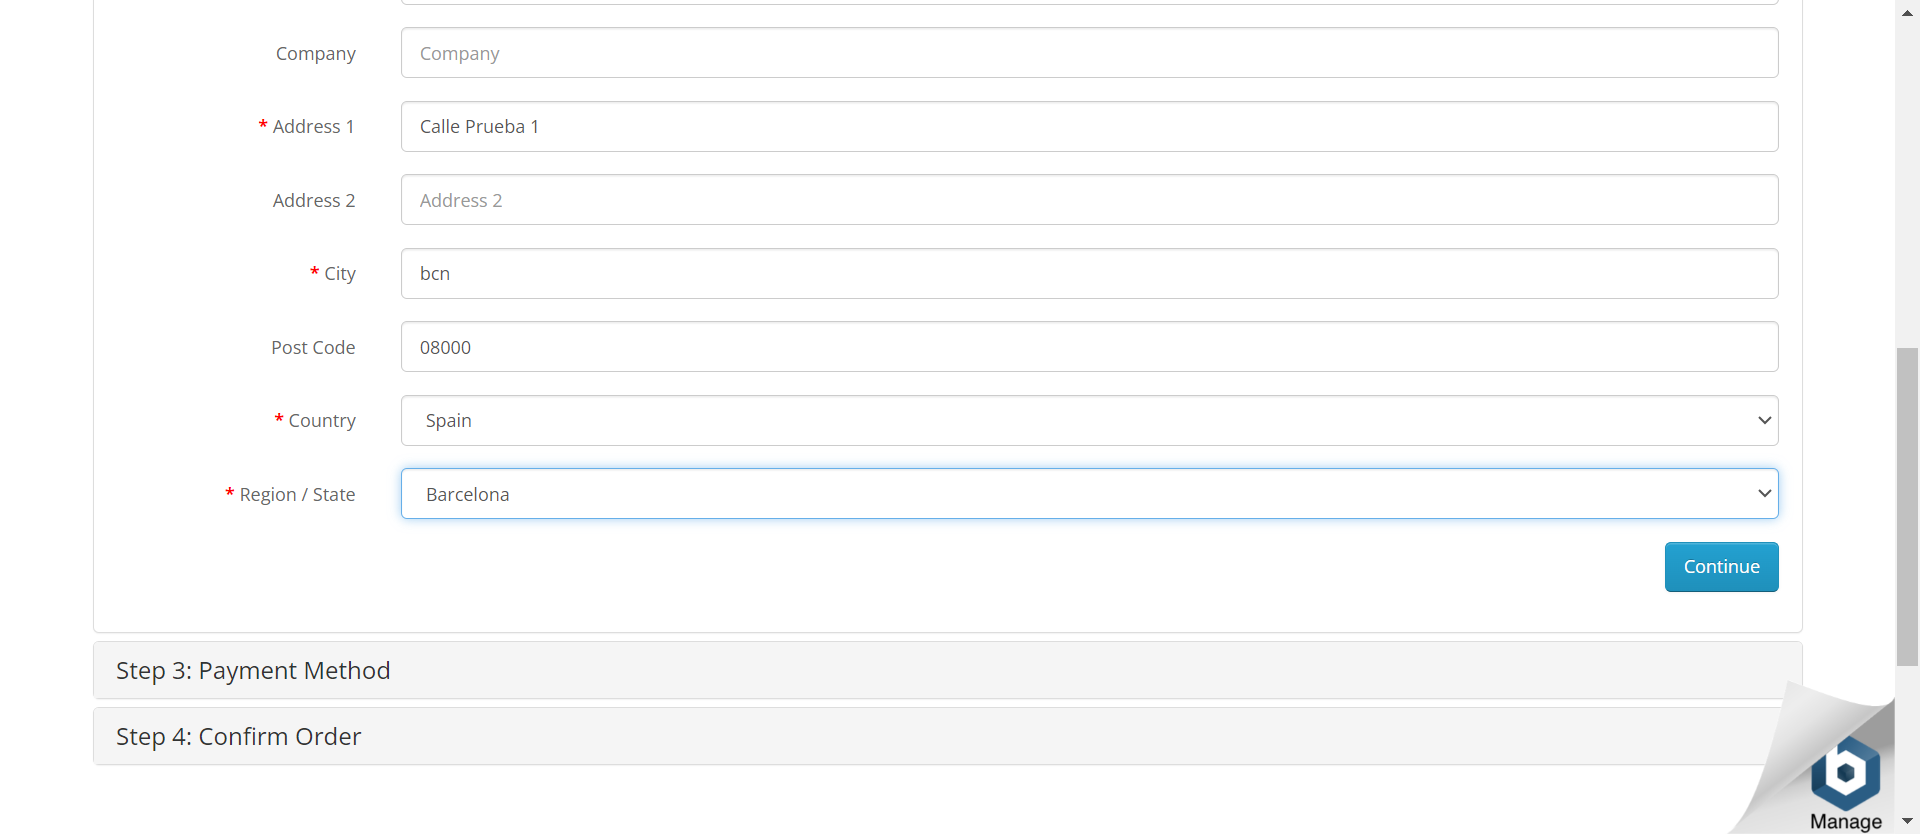 Company
Company
* Address 1
Calle Prueba 1
Address 2
Address 2
* City
bcn
Post Code
08000
* Country
Spain
* Region / State
Barcelona
Continue
Step 3: Payment Method
Step 4: Confirm Order
b
Manage